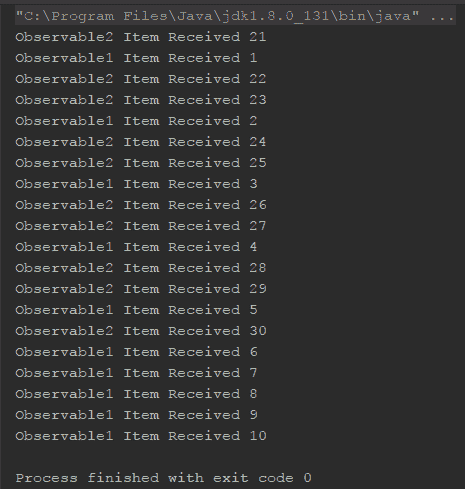 "C:\Program Files\Java\jdk1.8.0_131\bin\java" ...
Observable2 Item Received 21
Observable1 Item Received 1
Observable2 Item Received 22
Observable2 Item Received 23
Observable1 Item Received 2
Observable2 Item Received 24
Observable2 Item Received 25
Observable1 Item Received 3
Observable2 Item Received 26
Observable2 Item Received 27
Observable1 Item Received 4
Observable2 Item Received 28
Observable2 Item Received 29
Observable1 Item Received 5
Observable2 Item Received 30
Observable1 Item Received 6
Observable1 Item Received 7
Observable1 Item Received 8
Observable1 Item Received 9
Observable1 Item Received 10
Process finished with exit code 0